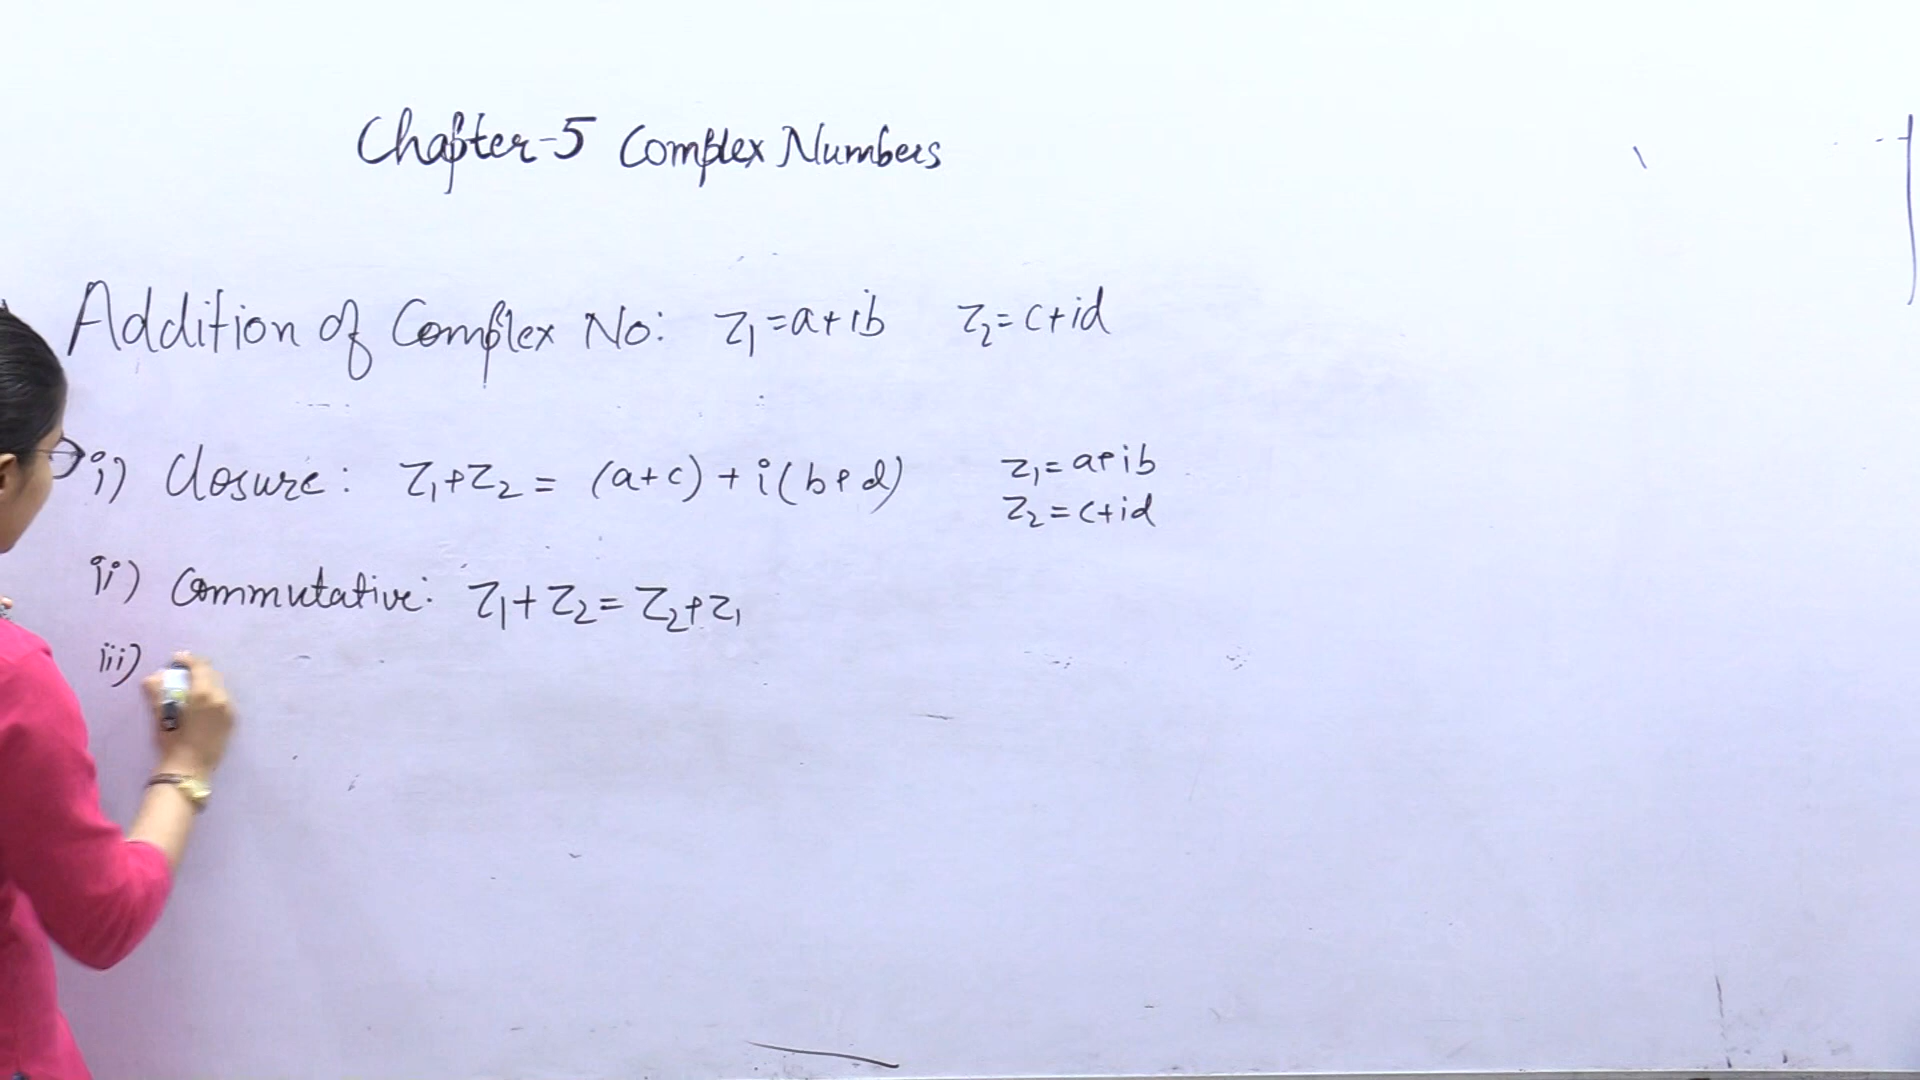 Chapter-5 Complex Numbers
Addition of Complex No: z₁=a+ib z₂=c+id
i) Closure: z₁+z₂ = (a+c)+i(b+d) z₁=a+ib
z₂=c+id
ii) Commutative: z₁+z₂=z₂+z₁
iii)